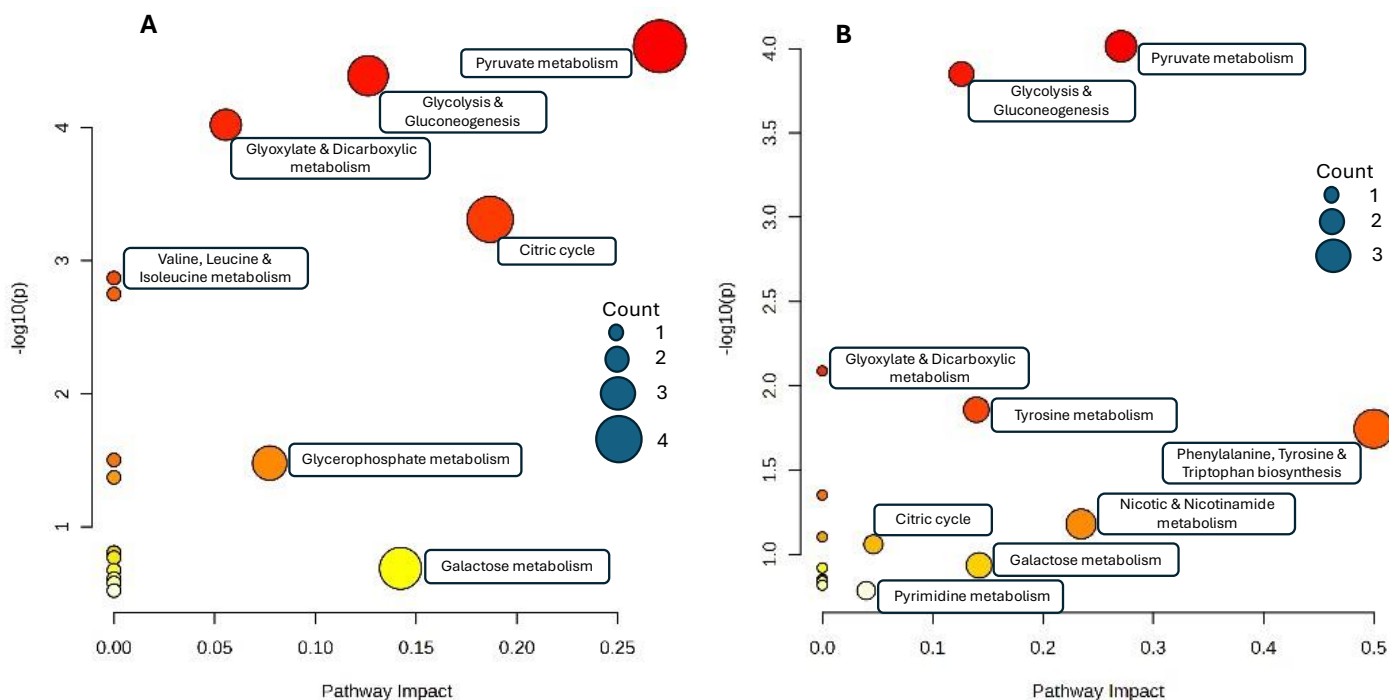 A
Pyruvate metabolism
Glycolysis &
Gluconeogenesis
Glyoxylate & Dicarboxylic
metabolism
Citric cycle
Valine, Leucine &
Isoleucine metabolism
Count
1
2
3
4
Glycerophosphate metabolism
Galactose metabolism
4
3
2
1
-log10(p)
0.00 0.05 0.10 0.15 0.20 0.25
Pathway Impact
B
Pyruvate metabolism
Glycolysis &
Gluconeogenesis
Count
1
2
3
Glyoxylate & Dicarboxylic
metabolism
Tyrosine metabolism
Phenylalanine, Tyrosine &
Triptophan biosynthesis
Nicotic & Nicotinamide
metabolism
Citric cycle
Galactose metabolism
Pyrimidine metabolism
4.0
3.5
3.0
2.5
2.0
1.5
1.0
-log10(p)
0.0 0.1 0.2 0.3 0.4 0.5
Pathway Impact